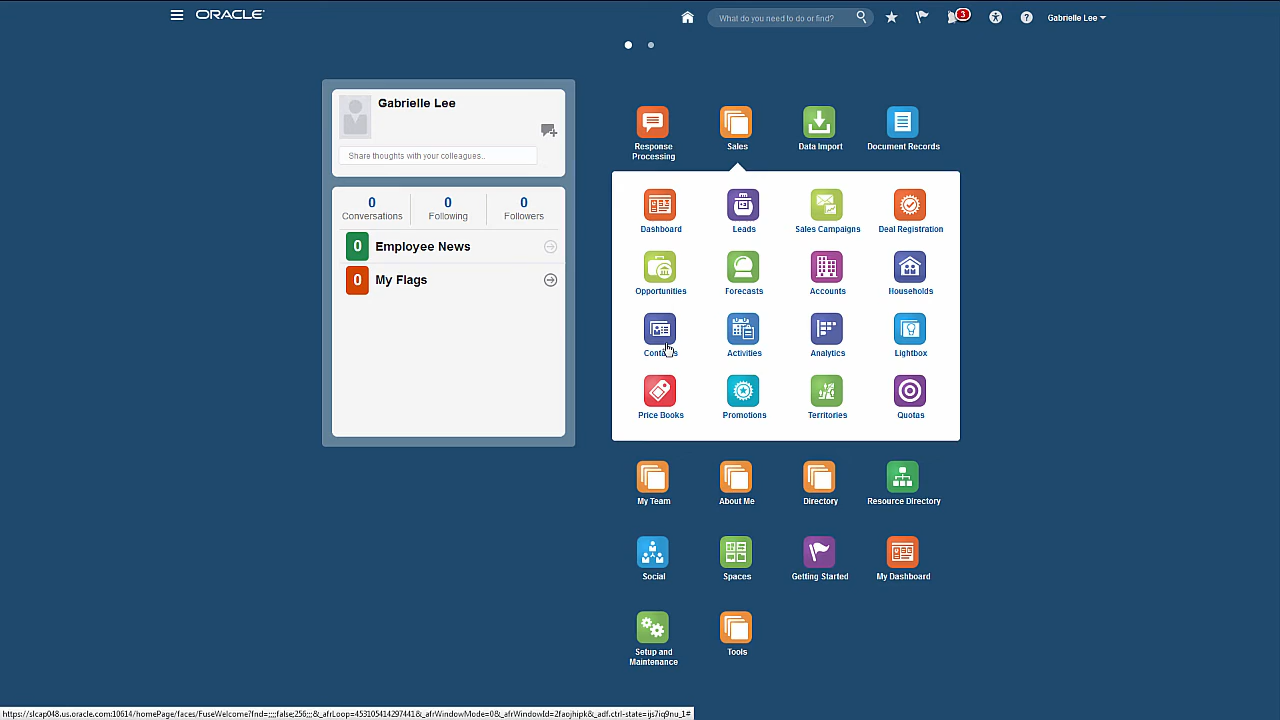 ORACLE
What do you need to do or find?
3
Gabrielle Lee
Gabrielle Lee
Share thoughts with your colleagues..
0 0 0
Conversations Following Followers
0 Employee News
0 My Flags
Response Processing
Sales
Data Import
Document Records
Dashboard
Leads
Sales Campaigns
Deal Registration
Opportunities
Forecasts
Accounts
Households
Contacts
Activities
Analytics
Lightbox
Price Books
Promotions
Territories
Quotas
My Team
About Me
Directory
Resource Directory
Social
Spaces
Getting Started
My Dashboard
Setup and Maintenance
Tools